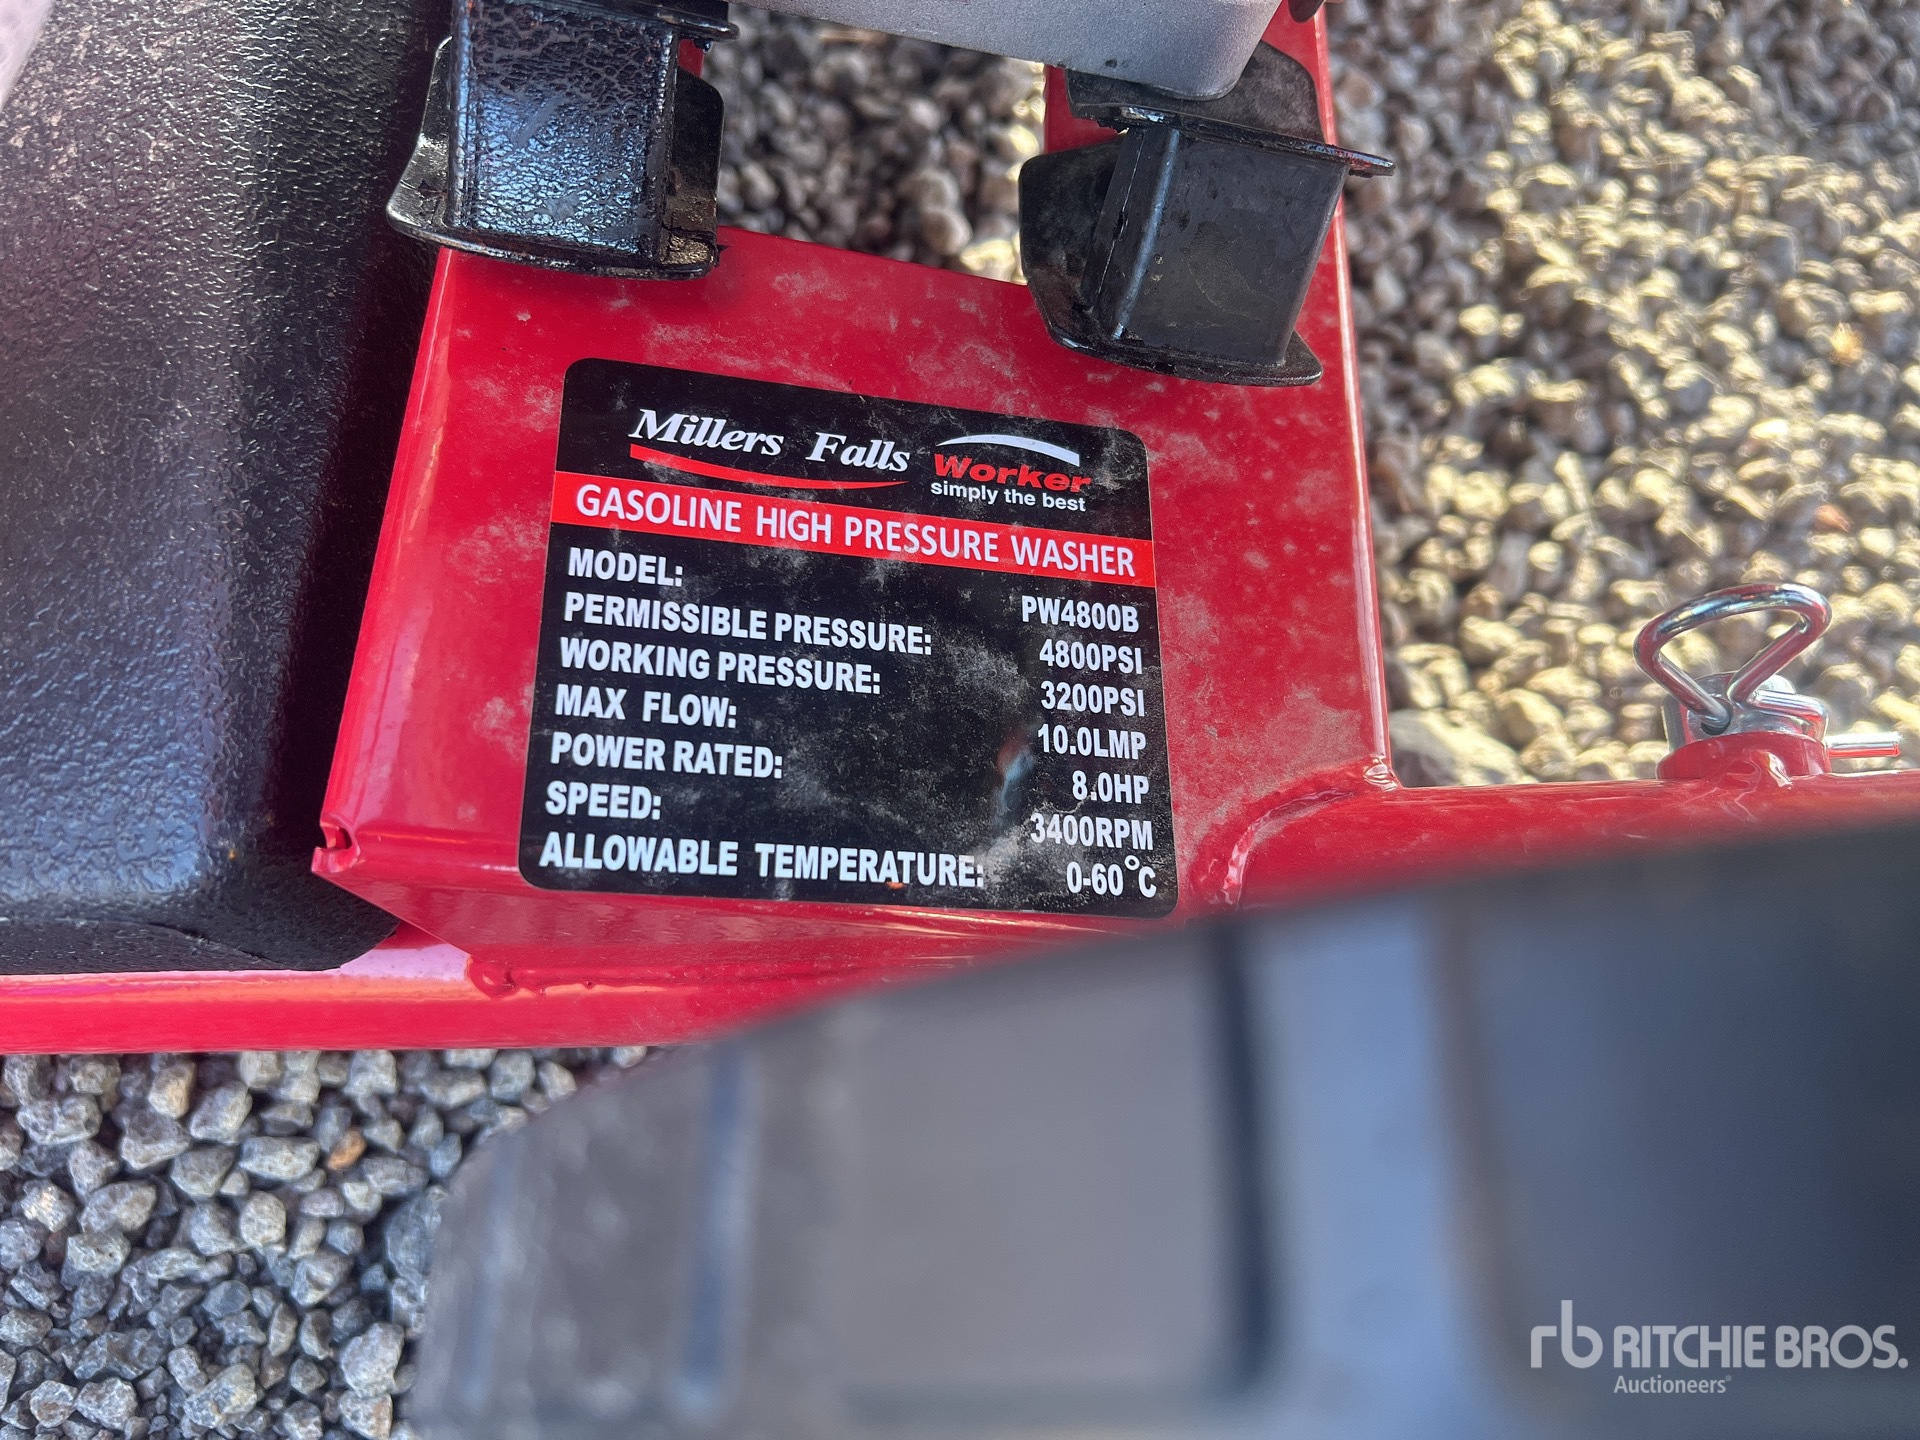 Millers Falls Worker
simply the best
GASOLINE HIGH PRESSURE WASHER
MODEL: PW4800B
PERMISSIBLE PRESSURE: 4800PSI
WORKING PRESSURE: 3200PSI
MAX FLOW: 10.0LMP
POWER RATED: 8.0HP
SPEED: 3400RPM
ALLOWABLE TEMPERATURE: 0-60°C
rb RITCHIE BROS.
Auctioneers